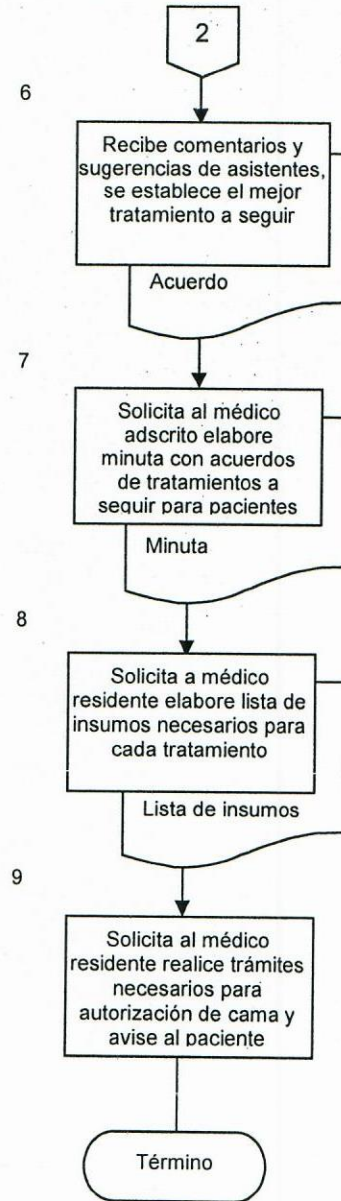 2
6
Recibe comentarios y
sugerencias de asistentes,
se establece el mejor
tratamiento a seguir
Acuerdo
7
Solicita al médico
adscrito elabore
minuta con acuerdos
de tratamientos a
seguir para pacientes
Minuta
8
Solicita a médico
residente elabore lista de
insumos necesarios para
cada tratamiento
Lista de insumos
9
Solicita al médico
residente realice trámites
necesarios para
autorización de cama y
avise al paciente
Término